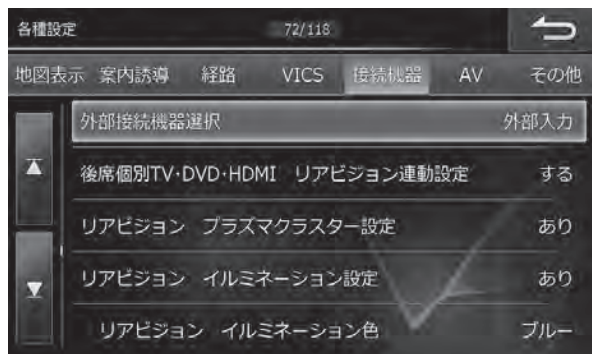 各種設定
72/118
地図表示 案内誘導 経路 VICS 接続機器 AV その他
外部接続機器選択 外部入力
後席個別TV・DVD・HDMI リアビジョン連動設定 する
リアビジョン プラズマクラスター設定 あり
リアビジョン イルミネーション設定 あり
リアビジョン イルミネーション色 ブルー